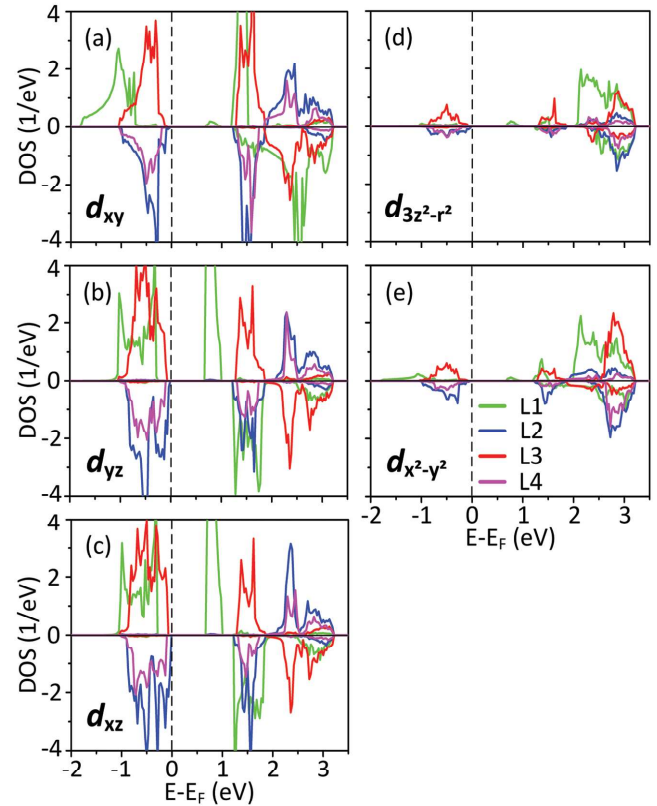 (a)
DOS (1/eV)
4
2
0
-2
-4
dxy
(d)
d3z²-r²
(b)
DOS (1/eV)
4
2
0
-2
-4
dyz
(e)
L1
L2
L3
L4
dx²-y²
-2 -1 0 1 2 3
E-EF (eV)
(c)
DOS (1/eV)
4
2
0
-2
-4
dxz
-2 -1 0 1 2 3
E-EF (eV)